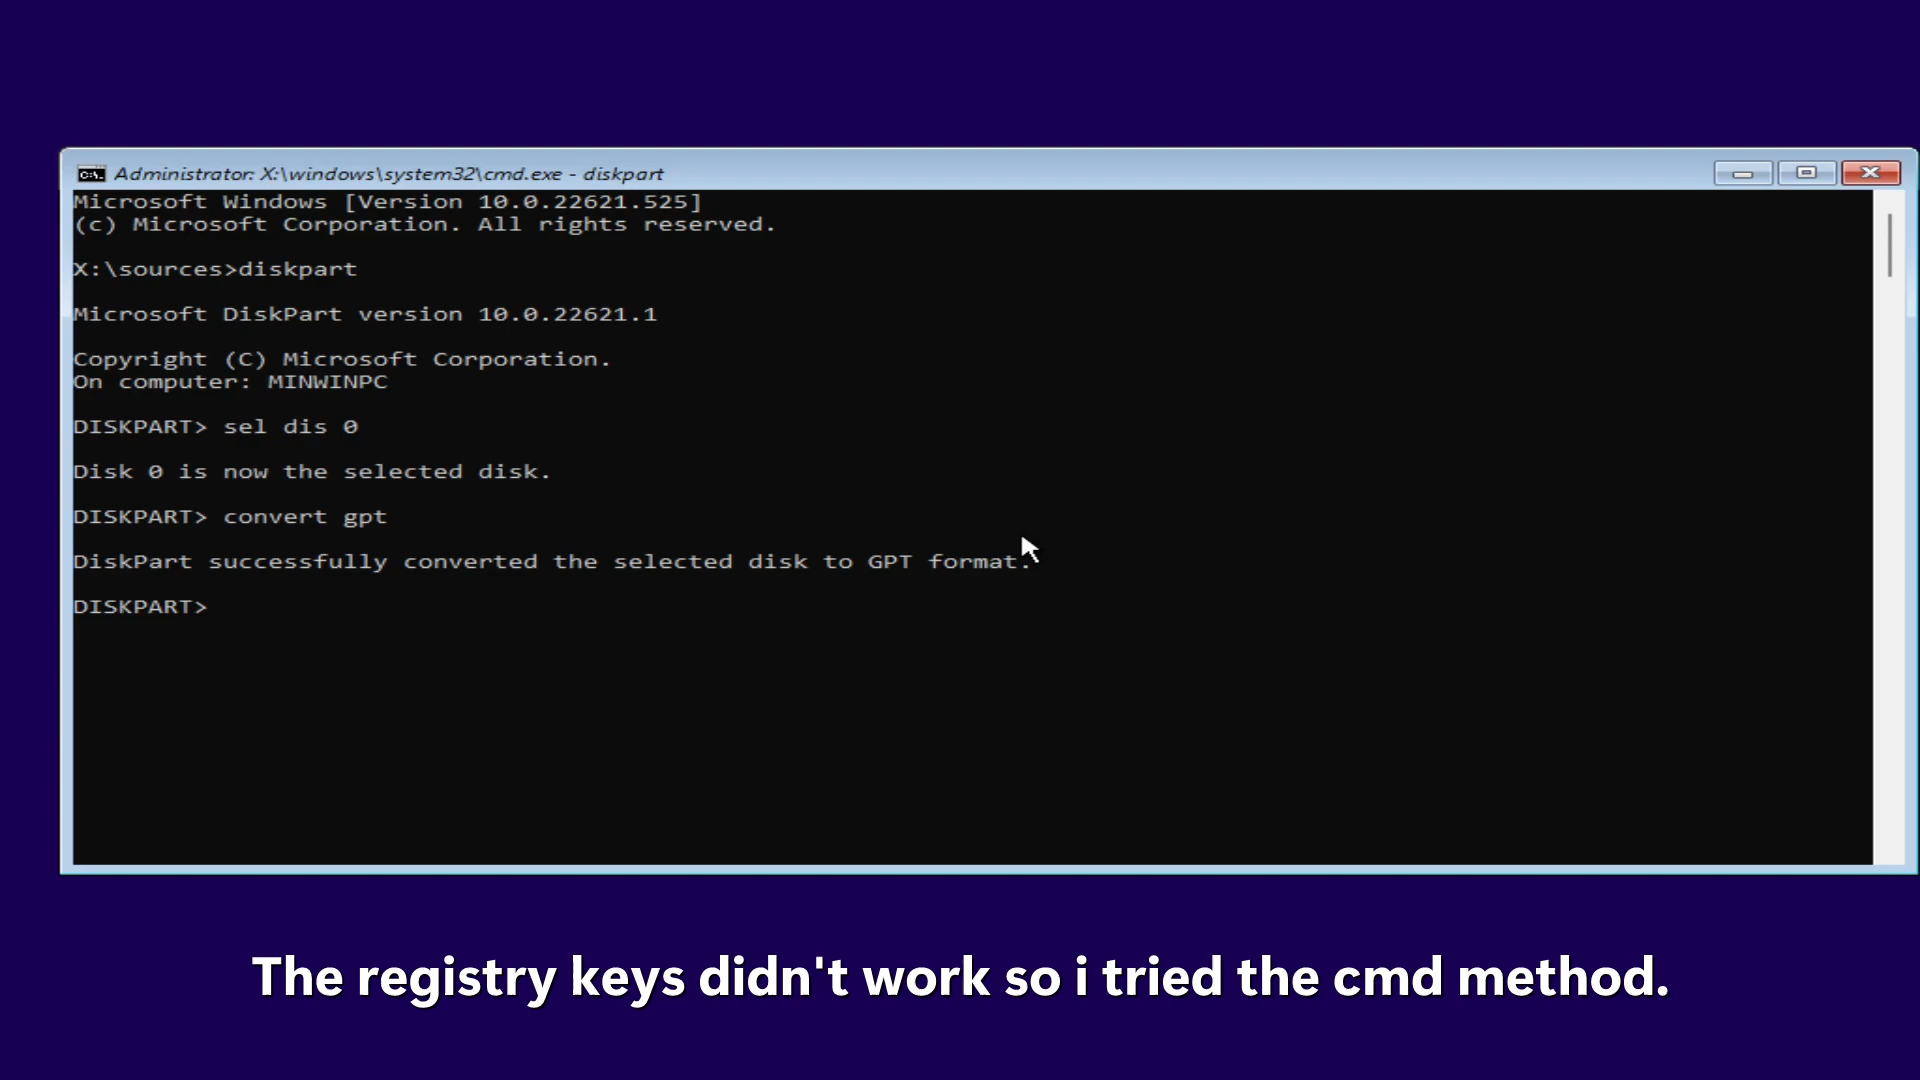 Administrator: X:\windows\system32\cmd.exe - diskpart
Microsoft Windows [Version 10.0.22621.525]
(c) Microsoft Corporation. All rights reserved.
X:\sources>diskpart
Microsoft DiskPart version 10.0.22621.1
Copyright (C) Microsoft Corporation.
On computer: MINWINPC
DISKPART> sel dis 0
Disk 0 is now the selected disk.
DISKPART> convert gpt
DiskPart successfully converted the selected disk to GPT format.
DISKPART>
The registry keys didn't work so i tried the cmd method.